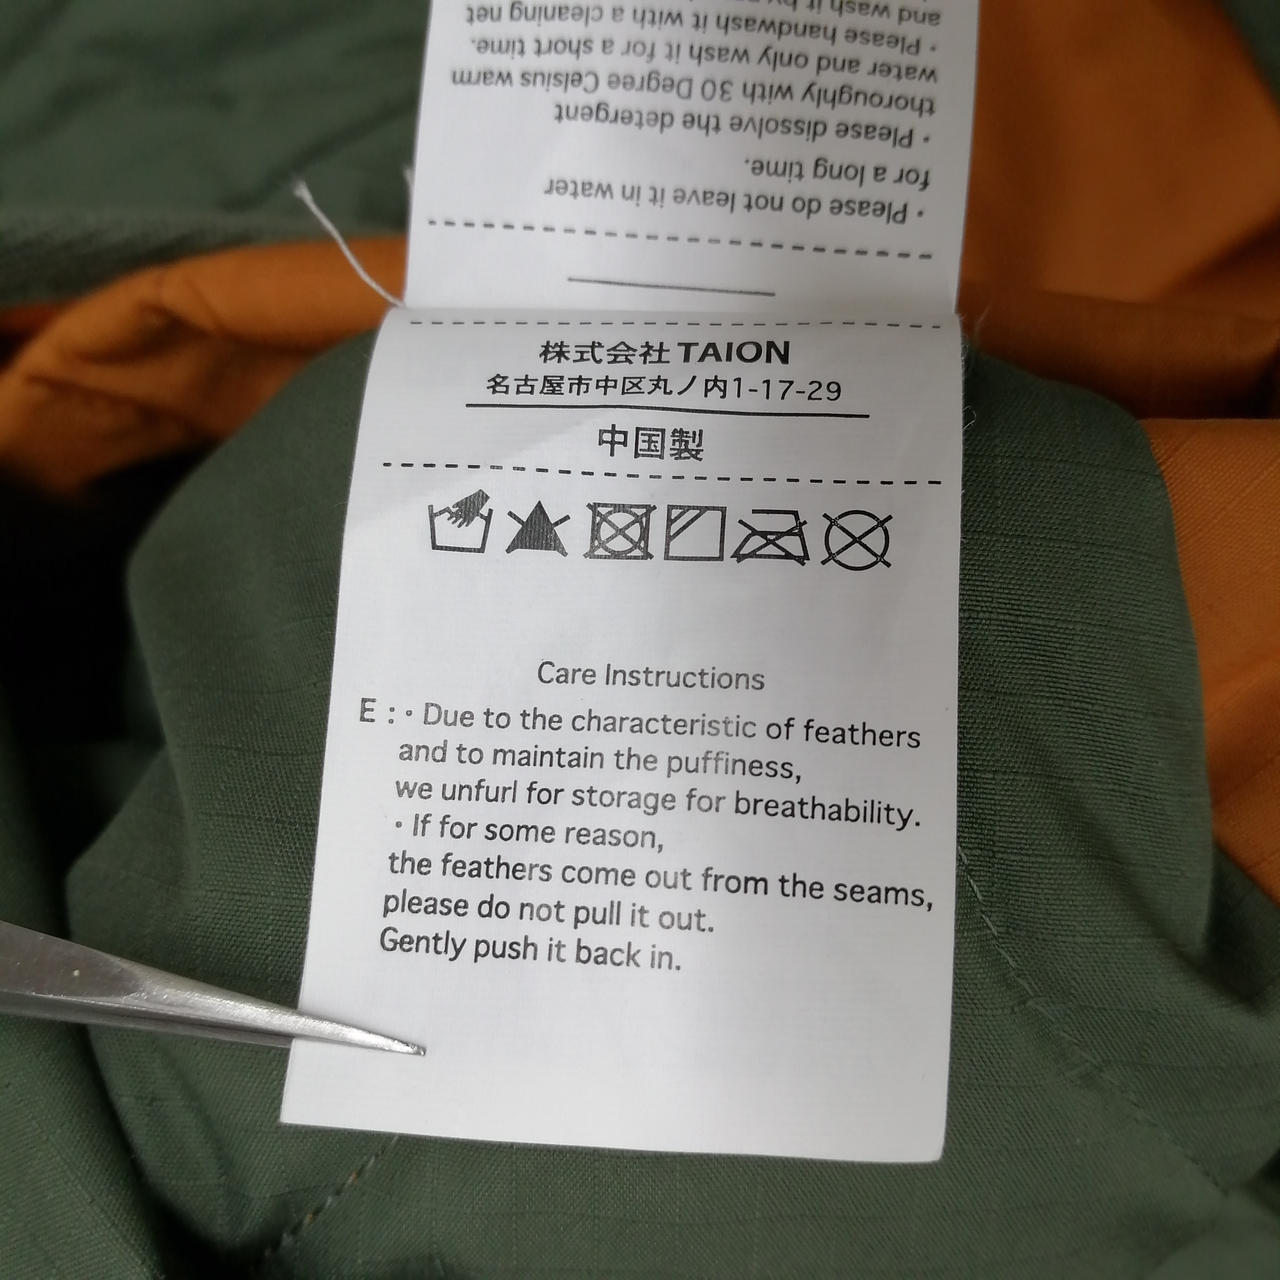 and wash it by
• Please handwash it with a cleaning net
water and only wash it for a short time.
thoroughly with 30 Degree Celsius warm
• Please dissolve the detergent
for a long time.
• Please do not leave it in water
株式会社 TAION
名古屋市中区丸ノ内1-17-29
中国製
Care Instructions
E : • Due to the characteristic of feathers
and to maintain the puffiness,
we unfurl for storage for breathability.
• If for some reason,
the feathers come out from the seams,
please do not pull it out.
Gently push it back in.